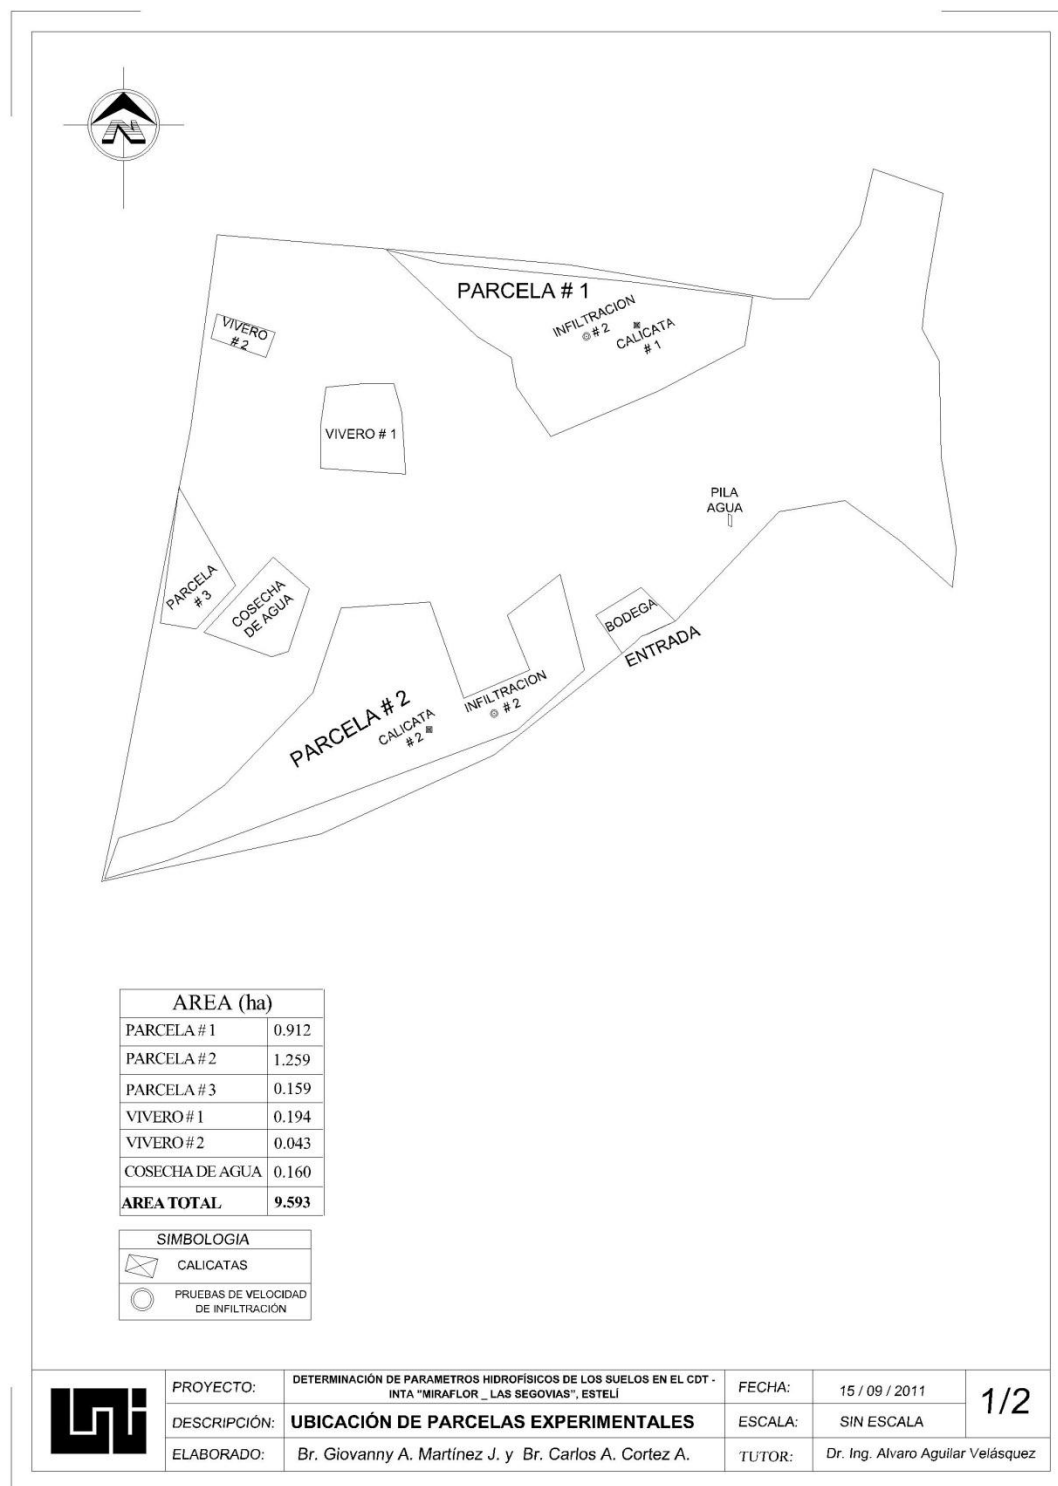 N
PARCELA # 1
INFILTRACION
# 2
CALICATA
# 1
VIVERO
# 2
VIVERO # 1
PILA
AGUA
PARCELA
# 3
COSECHA
DE AGUA
BODEGA
ENTRADA
PARCELA # 2
INFILTRACION
# 2
CALICATA
# 2
AREA (ha)
PARCELA # 1 0.912
PARCELA # 2 1.259
PARCELA # 3 0.159
VIVERO # 1 0.194
VIVERO # 2 0.043
COSECHA DE AGUA 0.160
AREA TOTAL 9.593
SIMBOLOGIA
CALICATAS
PRUEBAS DE VELOCIDAD
DE INFILTRACIÓN
uni
PROYECTO:
DETERMINACIÓN DE PARAMETROS HIDROFÍSICOS DE LOS SUELOS EN EL CDT -
INTA "MIRAFLOR _ LAS SEGOVIAS", ESTELÍ
FECHA: 15 / 09 / 2011
1/2
DESCRIPCIÓN: UBICACIÓN DE PARCELAS EXPERIMENTALES
ESCALA: SIN ESCALA
ELABORADO: Br. Giovanny A. Martínez J. y Br. Carlos A. Cortez A.
TUTOR: Dr. Ing. Alvaro Aguilar Velásquez